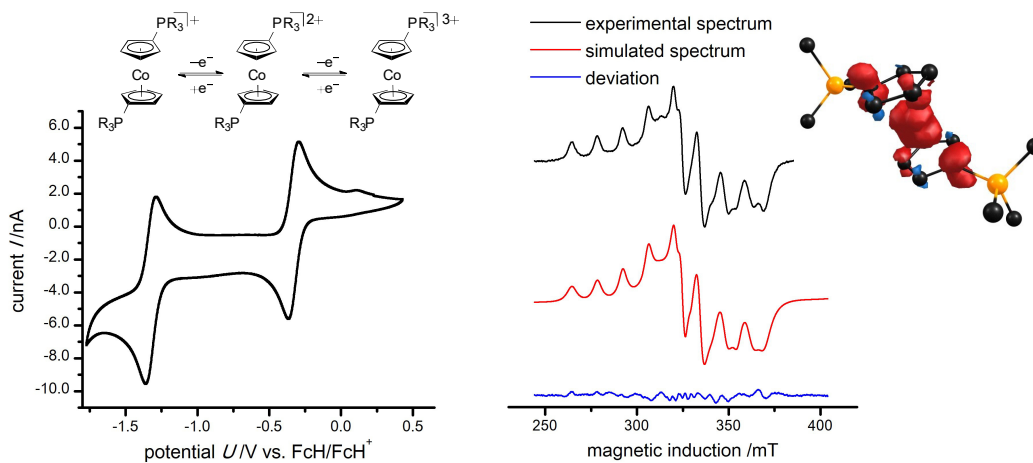 PR₃ ⁺ PR₃ ²⁺ PR₃ ³⁺
–e⁻ –e⁻
Co Co Co
+e⁻ +e⁻
R₃P R₃P R₃P
6.0
4.0
2.0
0.0
-2.0
-4.0
-6.0
-8.0
-10.0
current I/nA
-1.5 -1.0 -0.5 0.0 0.5
potential U/V vs. FcH/FcH⁺
experimental spectrum
simulated spectrum
deviation
250 300 350 400
magnetic induction /mT